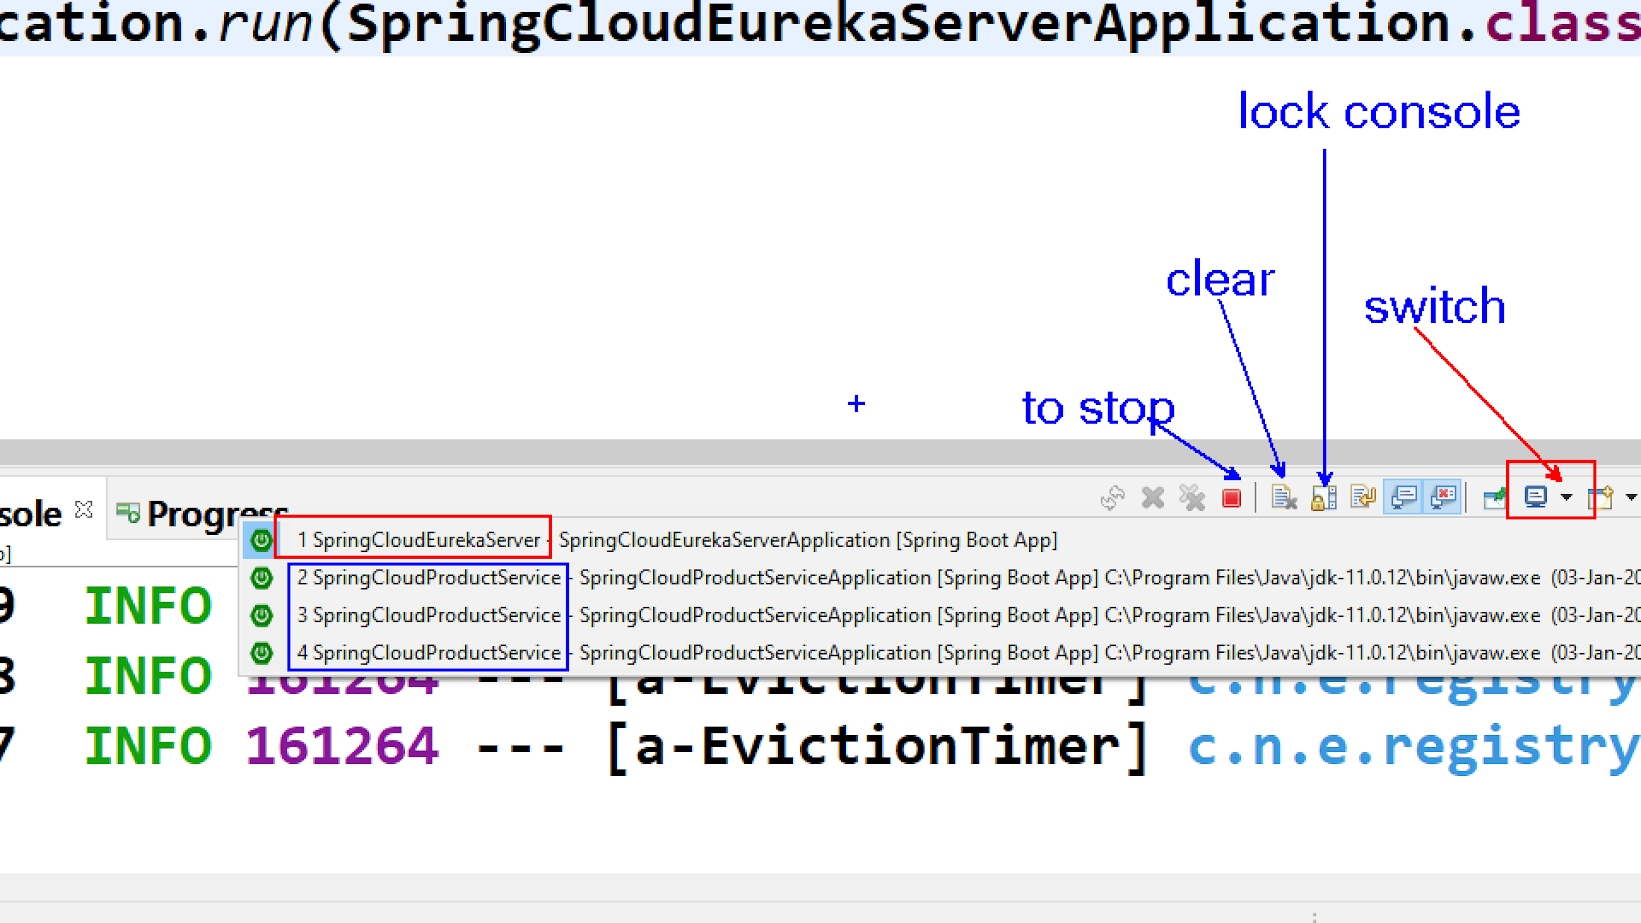 cation.run(SpringCloudEurekaServerApplication.class
lock console
clear
switch
to stop
sole Progress
1 SpringCloudEurekaServer - SpringCloudEurekaServerApplication [Spring Boot App]
2 SpringCloudProductService - SpringCloudProductServiceApplication [Spring Boot App] C:\Program Files\Java\jdk-11.0.12\bin\javaw.exe (03-Jan-20
3 SpringCloudProductService - SpringCloudProductServiceApplication [Spring Boot App] C:\Program Files\Java\jdk-11.0.12\bin\javaw.exe (03-Jan-20
4 SpringCloudProductService - SpringCloudProductServiceApplication [Spring Boot App] C:\Program Files\Java\jdk-11.0.12\bin\javaw.exe (03-Jan-20
9 INFO
8 INFO 161264 --- [a-EvictionTimer] c.n.e.registry
7 INFO 161264 --- [a-EvictionTimer] c.n.e.registry